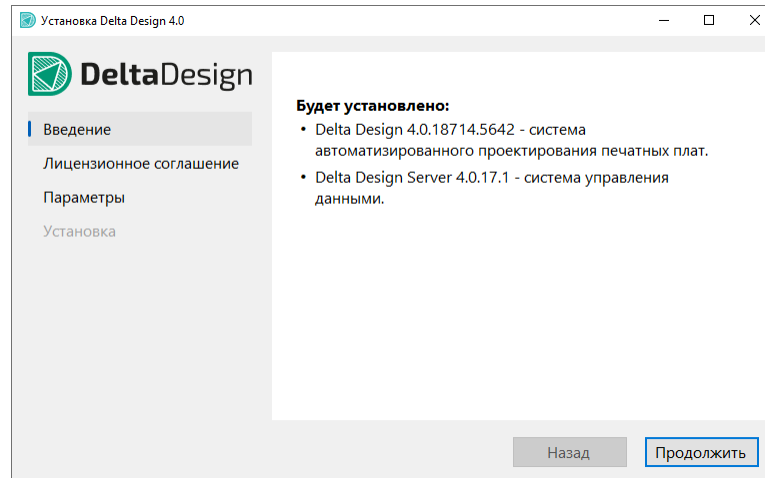 Установка Delta Design 4.0
DeltaDesign
Введение
Лицензионное соглашение
Параметры
Установка
Будет установлено:
• Delta Design 4.0.18714.5642 - система
автоматизированного проектирования печатных плат.
• Delta Design Server 4.0.17.1 - система управления
данными.
Назад
Продолжить